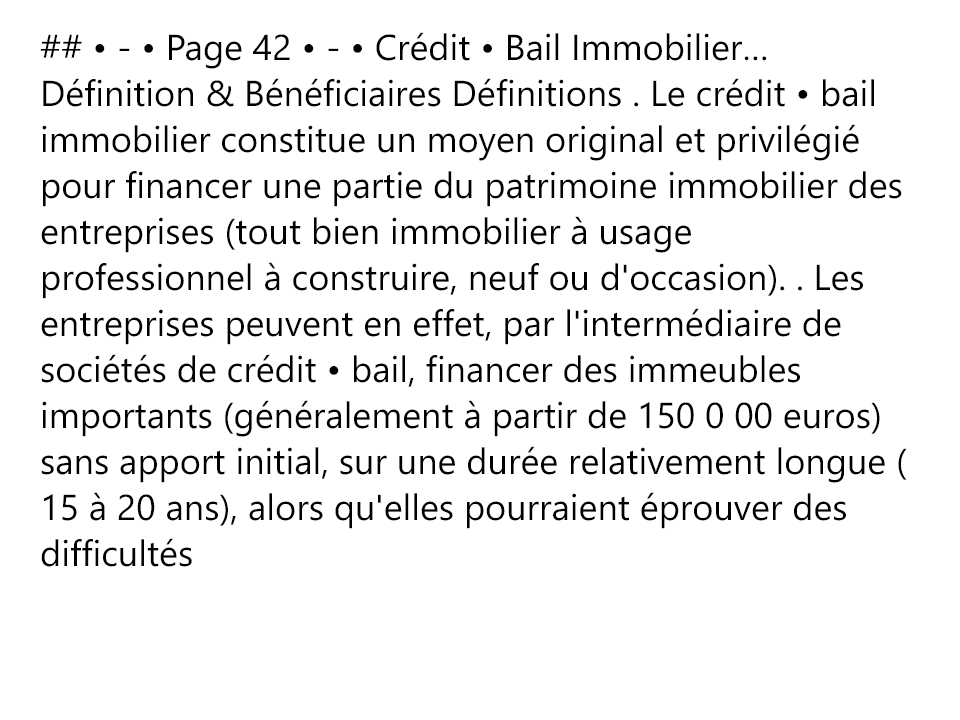 ## • - • Page 42 • - • Crédit • Bail Immobilier...
Définition & Bénéficiaires Définitions . Le crédit • bail
immobilier constitue un moyen original et privilégié
pour financer une partie du patrimoine immobilier des
entreprises (tout bien immobilier à usage
professionnel à construire, neuf ou d'occasion). . Les
entreprises peuvent en effet, par l'intermédiaire de
sociétés de crédit • bail, financer des immeubles
importants (généralement à partir de 150 0 00 euros)
sans apport initial, sur une durée relativement longue (
15 à 20 ans), alors qu'elles pourraient éprouver des
difficultés